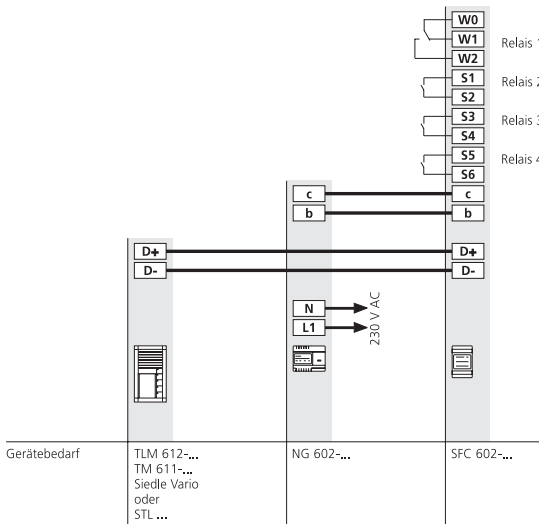 W0
W1
W2
Relais 1
S1
S2
Relais 2
S3
S4
Relais 3
S5
S6
Relais 4
c
c
b
b
D+
D+
D-
D-
N
L1
230 V AC
Gerätebedarf
TLM 612-...
TM 611-...
Siedle Vario
oder
STL ...
NG 602-...
SFC 602-...